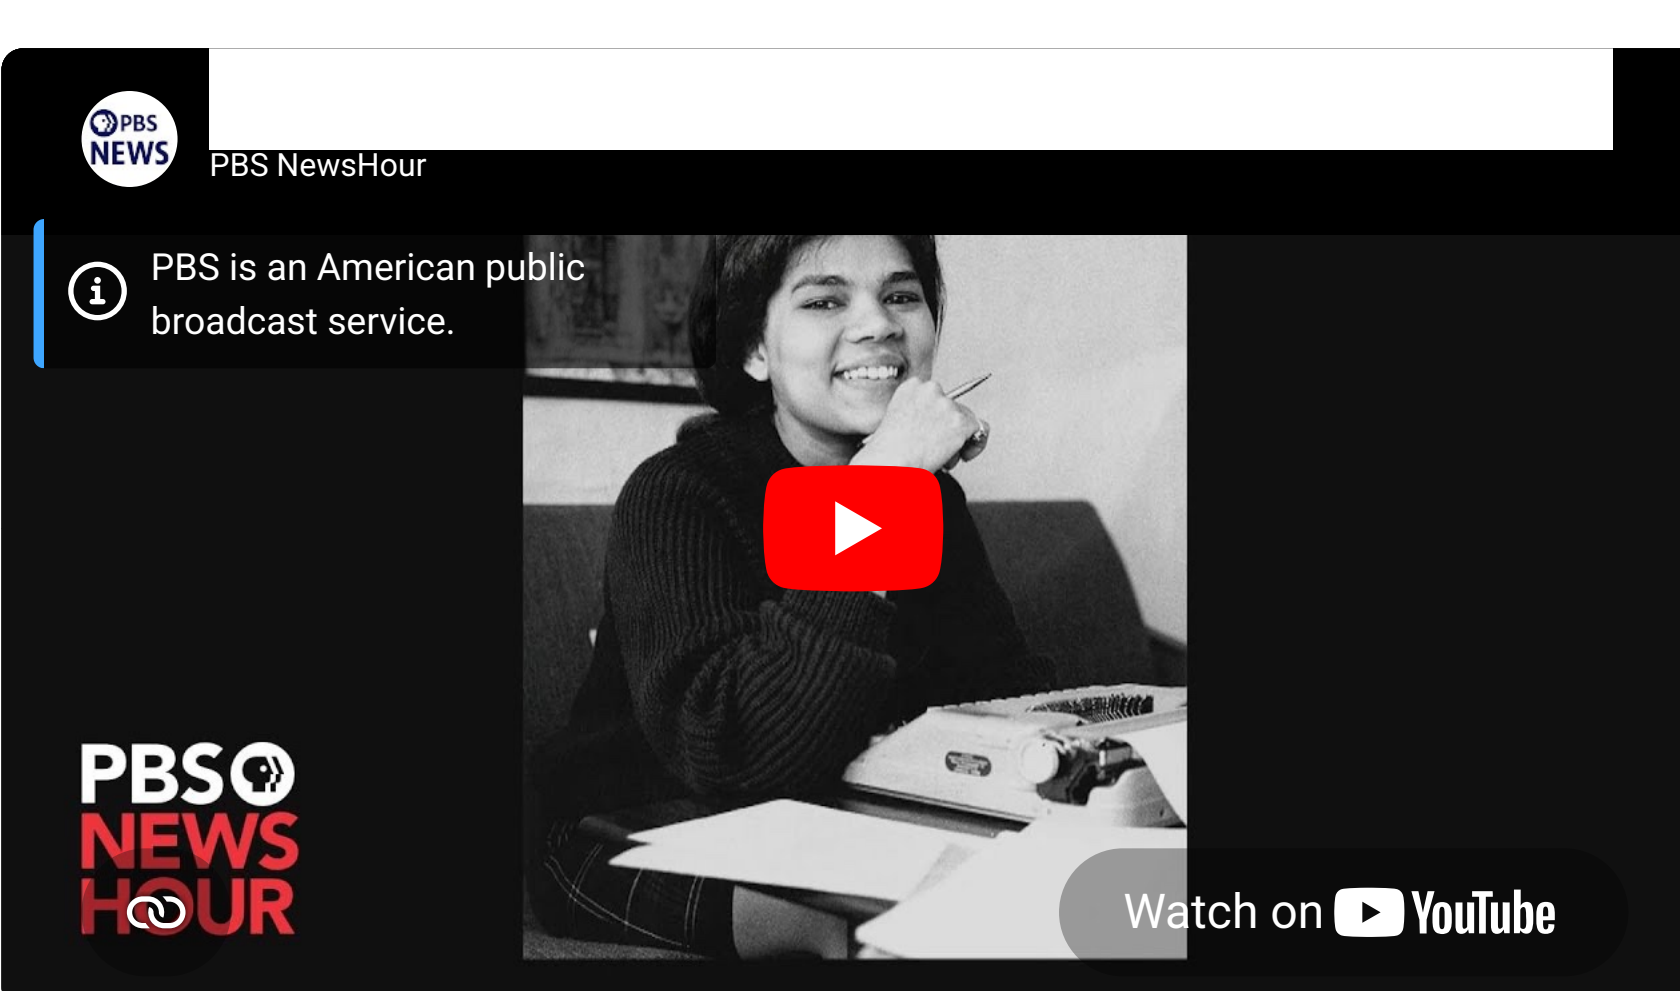 PBS
NEWS
PBS NewsHour
PBS is an American public
broadcast service.
PBS
NEWS
HOUR
Watch on YouTube